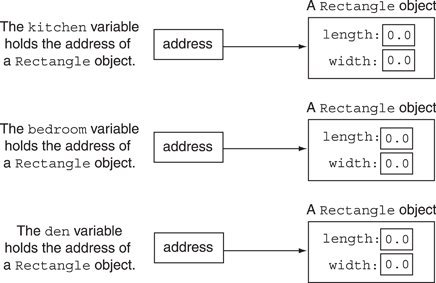 A Rectangle object
The kitchen variable
holds the address of
a Rectangle object.
address
length: 0.0
width: 0.0
A Rectangle object
The bedroom variable
holds the address of
a Rectangle object.
address
length: 0.0
width: 0.0
A Rectangle object
The den variable
holds the address of
a Rectangle object.
address
length: 0.0
width: 0.0